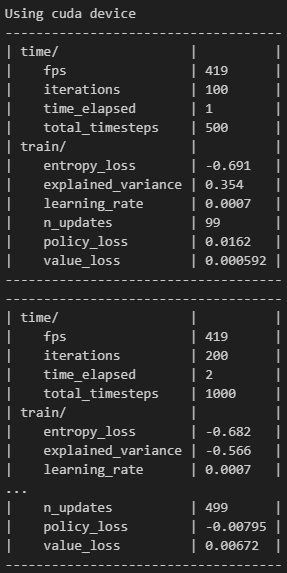 Using cuda device
-------------------------------------
| time/                 |          |
|    fps                | 419      |
|    iterations         | 100      |
|    time_elapsed       | 1        |
|    total_timesteps    | 500      |
| train/                |          |
|    entropy_loss       | -0.691   |
|    explained_variance | 0.354    |
|    learning_rate      | 0.0007   |
|    n_updates          | 99       |
|    policy_loss        | 0.0162   |
|    value_loss         | 0.000592 |
-------------------------------------
-------------------------------------
| time/                 |          |
|    fps                | 419      |
|    iterations         | 200      |
|    time_elapsed       | 2        |
|    total_timesteps    | 1000     |
| train/                |          |
|    entropy_loss       | -0.682   |
|    explained_variance | -0.566   |
|    learning_rate      | 0.0007   |
...
|    n_updates          | 499      |
|    policy_loss        | -0.00795 |
|    value_loss         | 0.00672  |
-------------------------------------